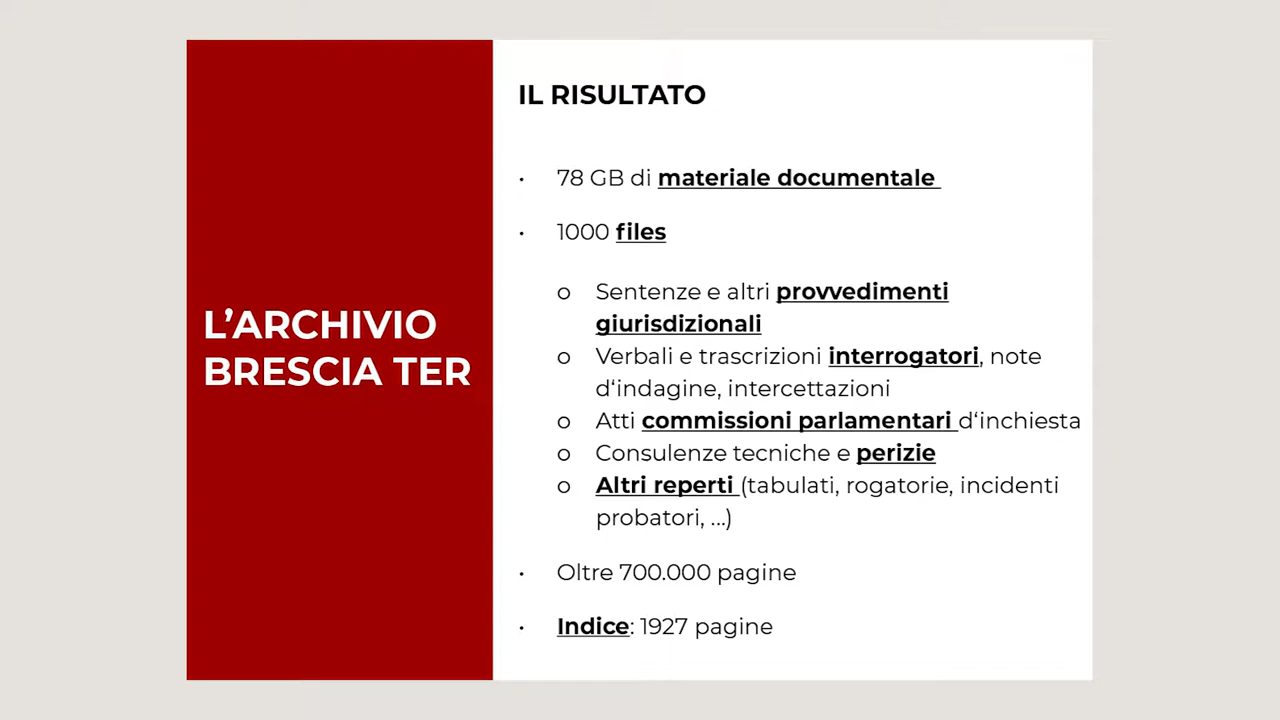 L’ARCHIVIO
BRESCIA TER
IL RISULTATO
• 78 GB di materiale documentale
• 1000 files
o Sentenze e altri provvedimenti
giurisdizionali
o Verbali e trascrizioni interrogatori, note
d‘indagine, intercettazioni
o Atti commissioni parlamentari d‘inchiesta
o Consulenze tecniche e perizie
o Altri reperti (tabulati, rogatorie, incidenti
probatori, ...)
• Oltre 700.000 pagine
• Indice: 1927 pagine